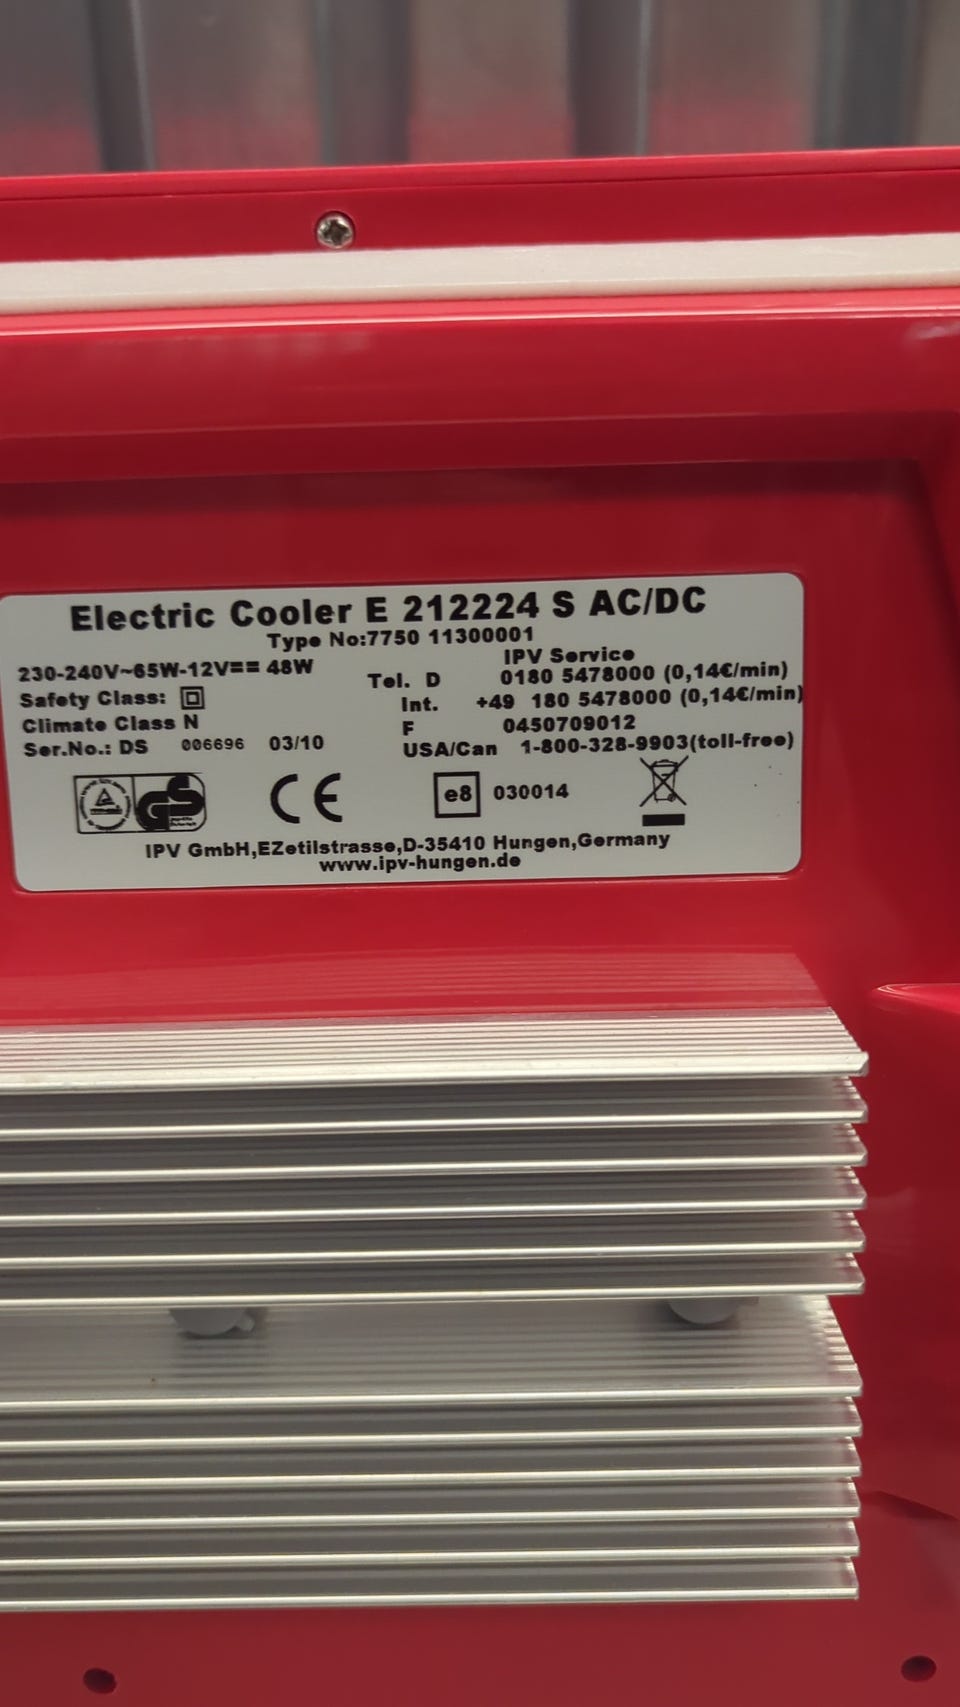 Electric Cooler E 212224 S AC/DC
Type No:7750 11300001
230-240V~65W-12V== 48W
Safety Class:
Climate Class N
Ser.No.: DS 006696 03/10
IPV Service
Tel. D 0180 5478000 (0,14€/min)
Int. +49 180 5478000 (0,14€/min)
F 0450709012
USA/Can 1-800-328-9903(toll-free)
GS
CE
e8 030014
IPV GmbH,EZetilstrasse,D-35410 Hungen,Germany
www.ipv-hungen.de